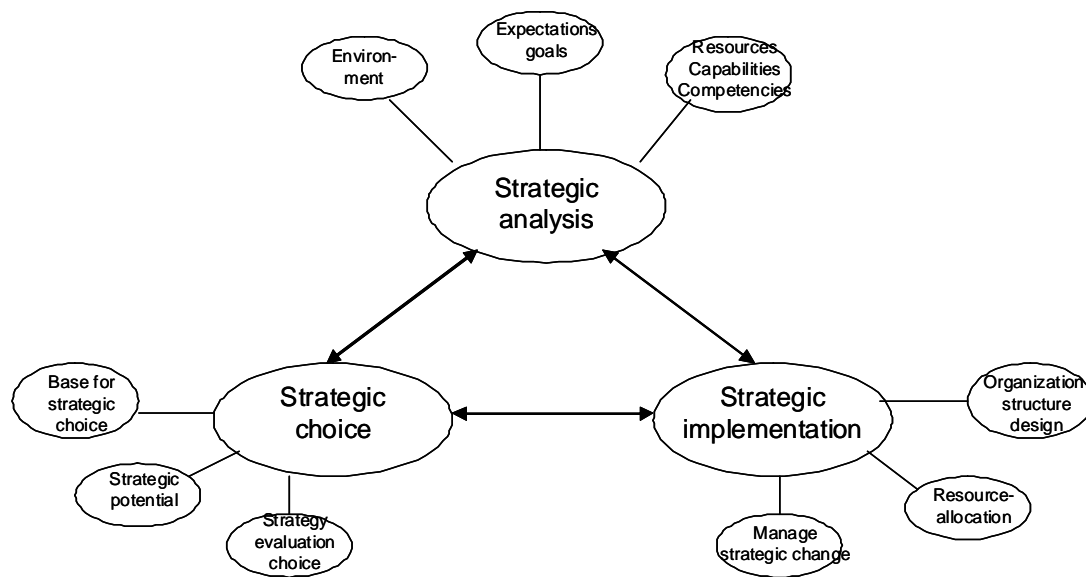 Expectations
goals
Environ-
ment
Resources
Capabilities
Competencies
Strategic
analysis
Base for
strategic
choice
Strategic
choice
Strategic
implementation
Organization
structure
design
Strategic
potential
Strategy
evaluation
choice
Manage
strategic change
Resource-
allocation